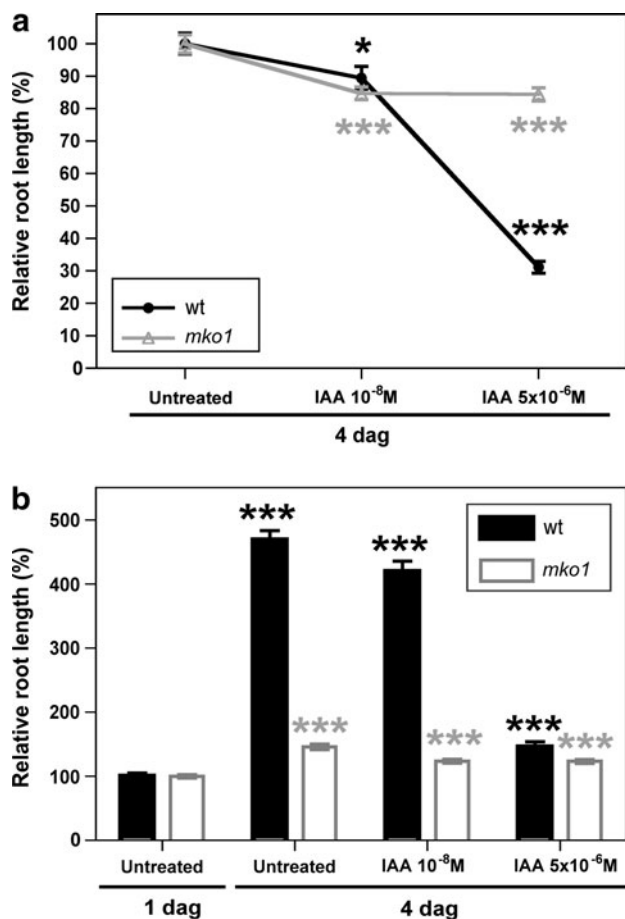 a
Relative root length (%)
100
90
80
70
60
50
40
30
20
10
0
*
***
***
***
wt
mko1
Untreated
IAA 10⁻⁸M
IAA 5x10⁻⁶M
4 dag
b
Relative root length (%)
500
400
300
200
100
0
***
***
***
***
***
***
wt
mko1
Untreated
Untreated
IAA 10⁻⁸M
IAA 5x10⁻⁶M
1 dag
4 dag